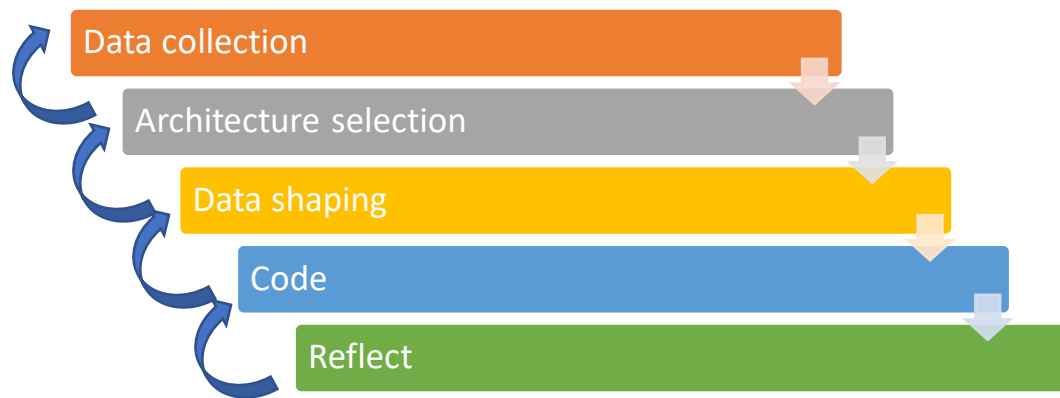 Data collection
Architecture selection
Data shaping
Code
Reflect